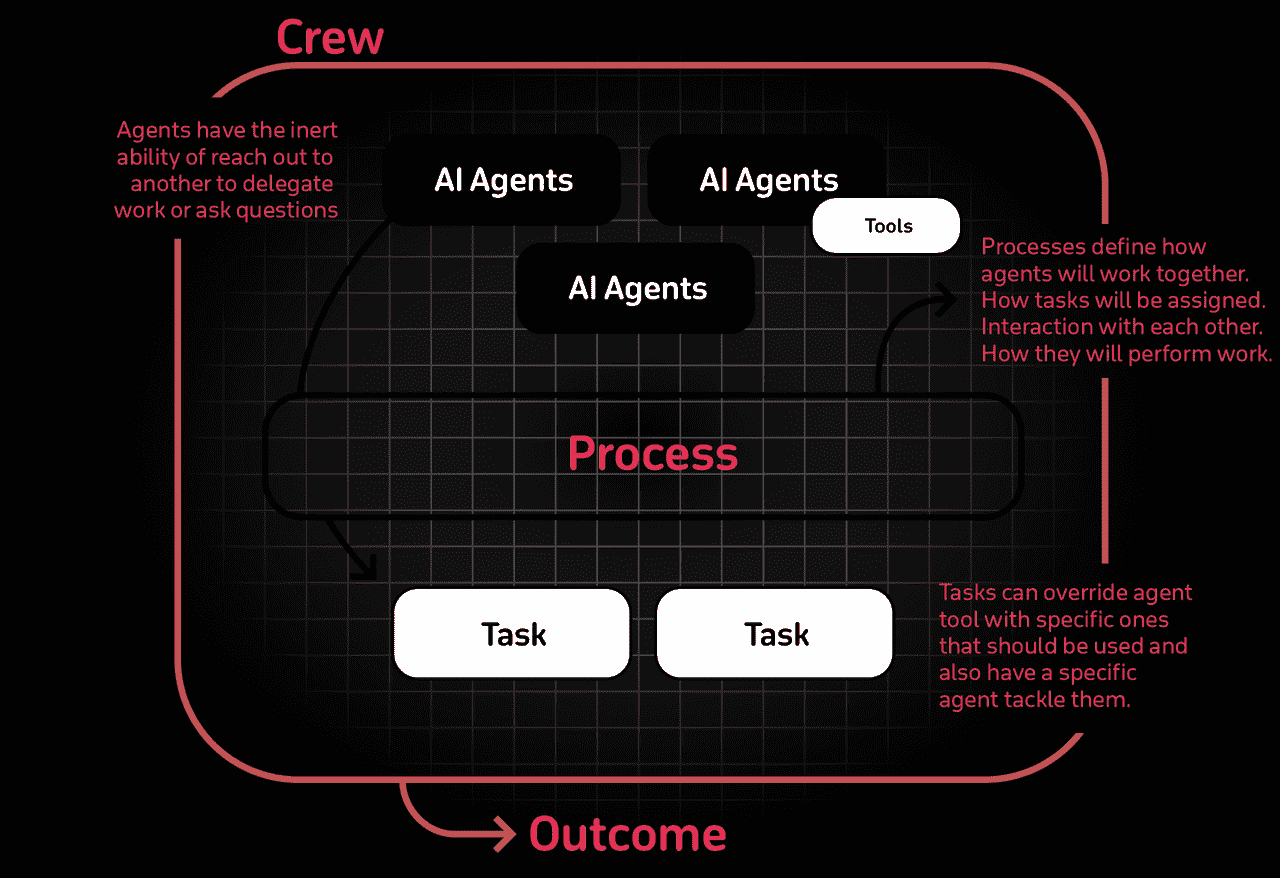 Crew
Agents have the inert
ability of reach out to
another to delegate
work or ask questions
AI Agents
AI Agents
Tools
AI Agents
Processes define how
agents will work together.
How tasks will be assigned.
Interaction with each other.
How they will perform work.
Process
Task
Task
Tasks can override agent
tool with specific ones
that should be used and
also have a specific
agent tackle them.
Outcome